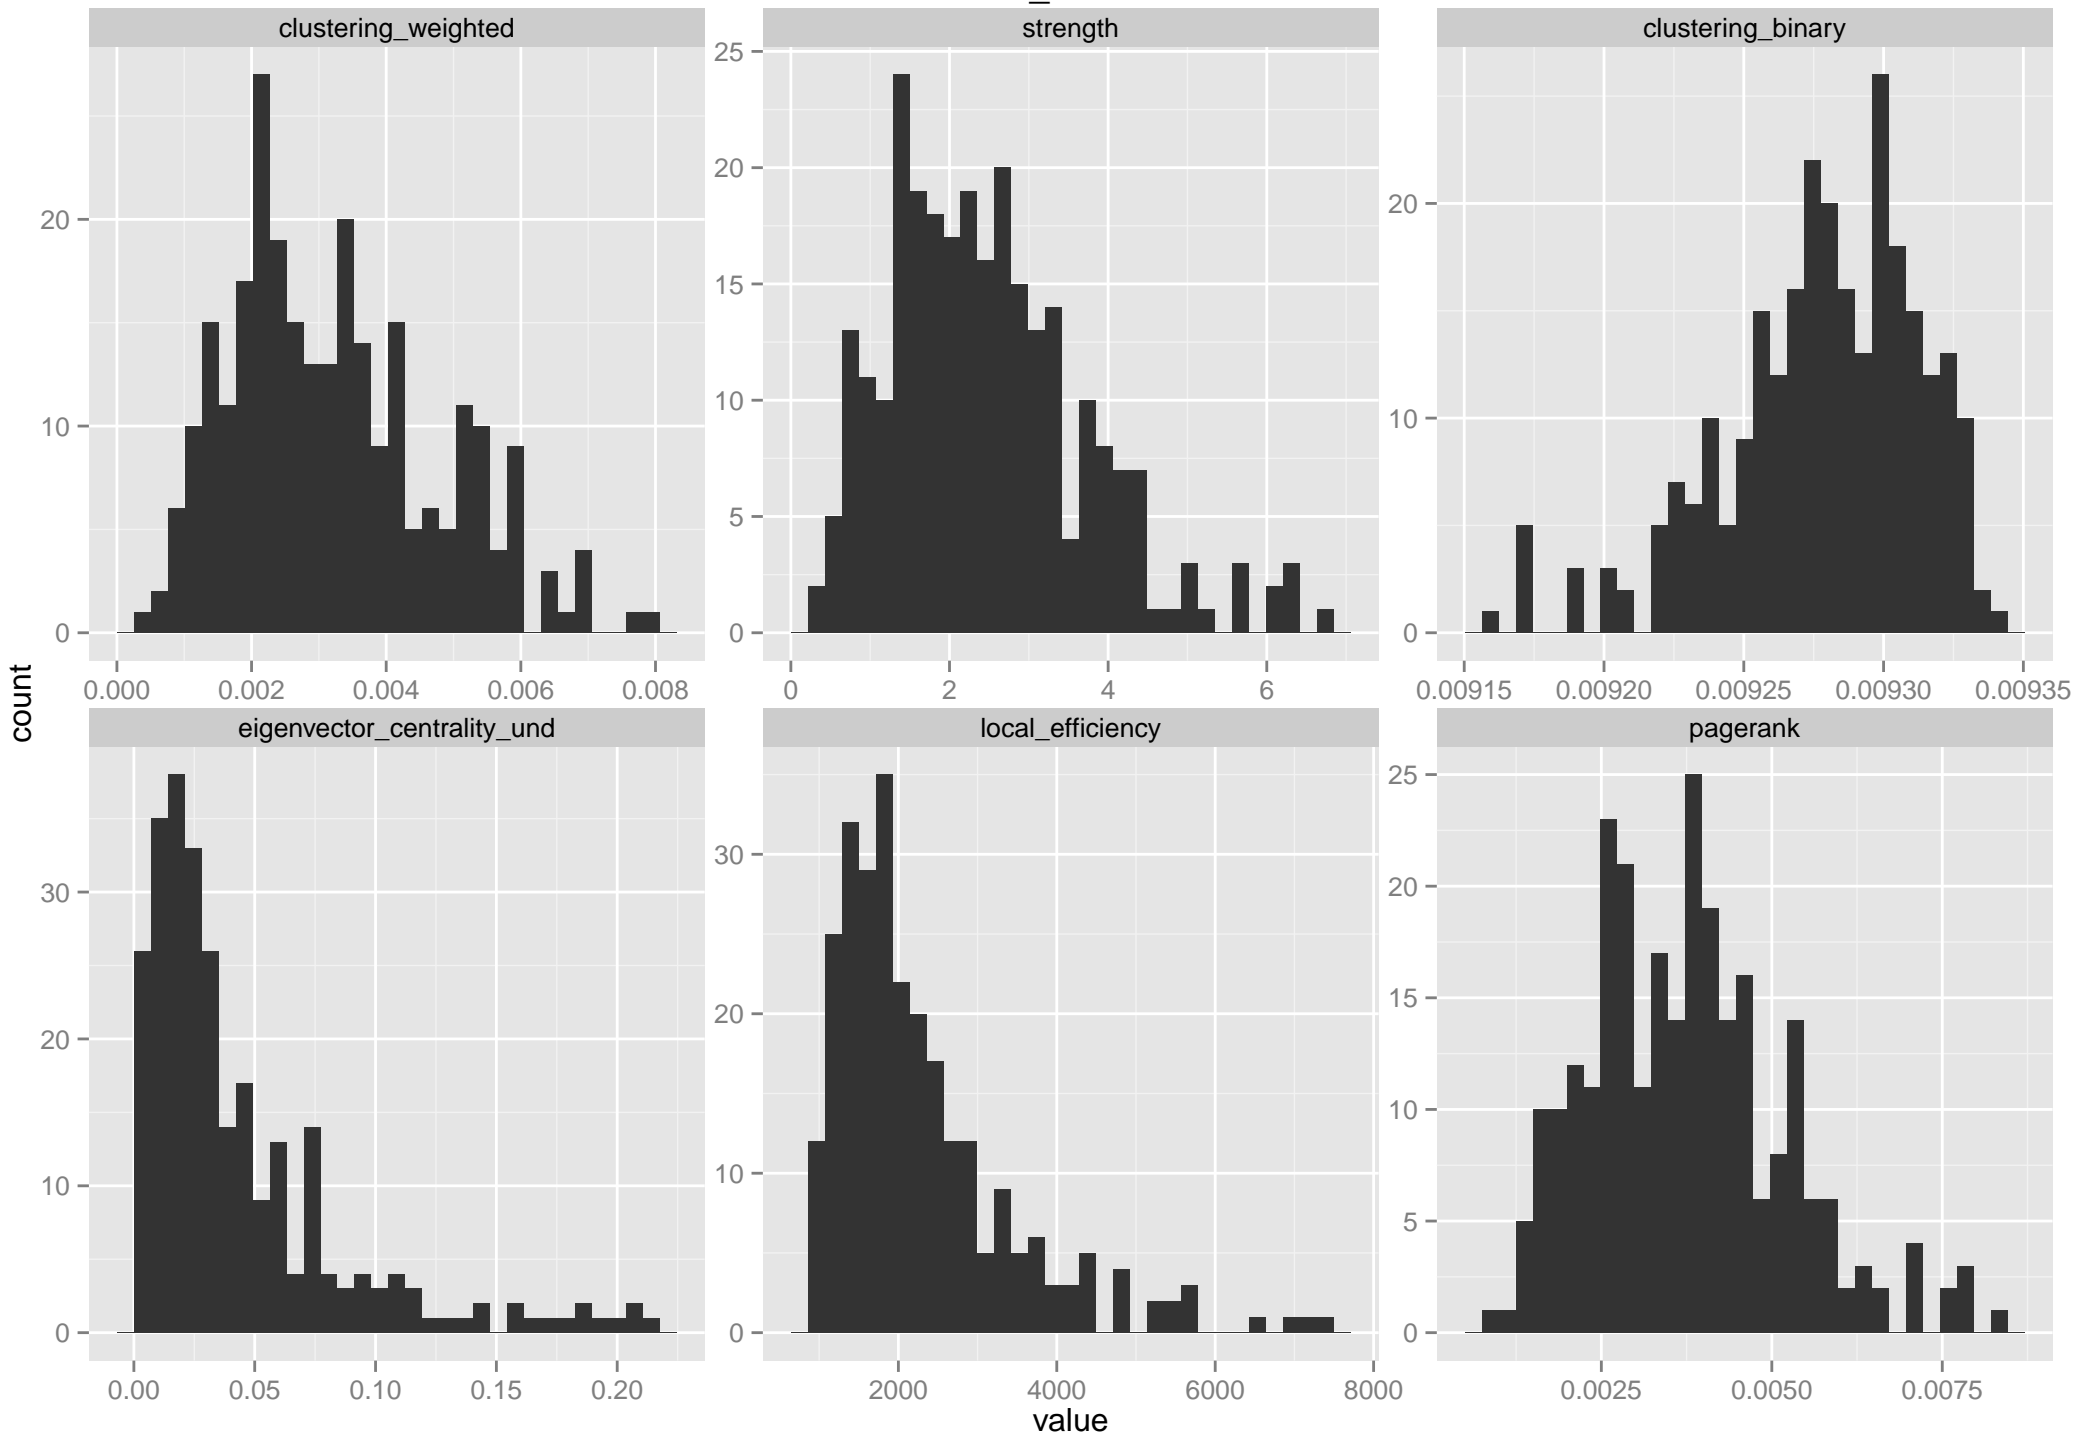 clustering_weighted
strength
clustering_binary
20
10
0
0.000 0.002 0.004 0.006 0.008
25
20
15
10
5
0
0 2 4 6
20
10
0
0.00915 0.00920 0.00925 0.00930 0.00935
count
eigenvector_centrality_und
local_efficiency
pagerank
30
20
10
0
0.00 0.05 0.10 0.15 0.20
30
20
10
0
2000 4000 6000 8000
25
20
15
10
5
0
0.0025 0.0050 0.0075
value